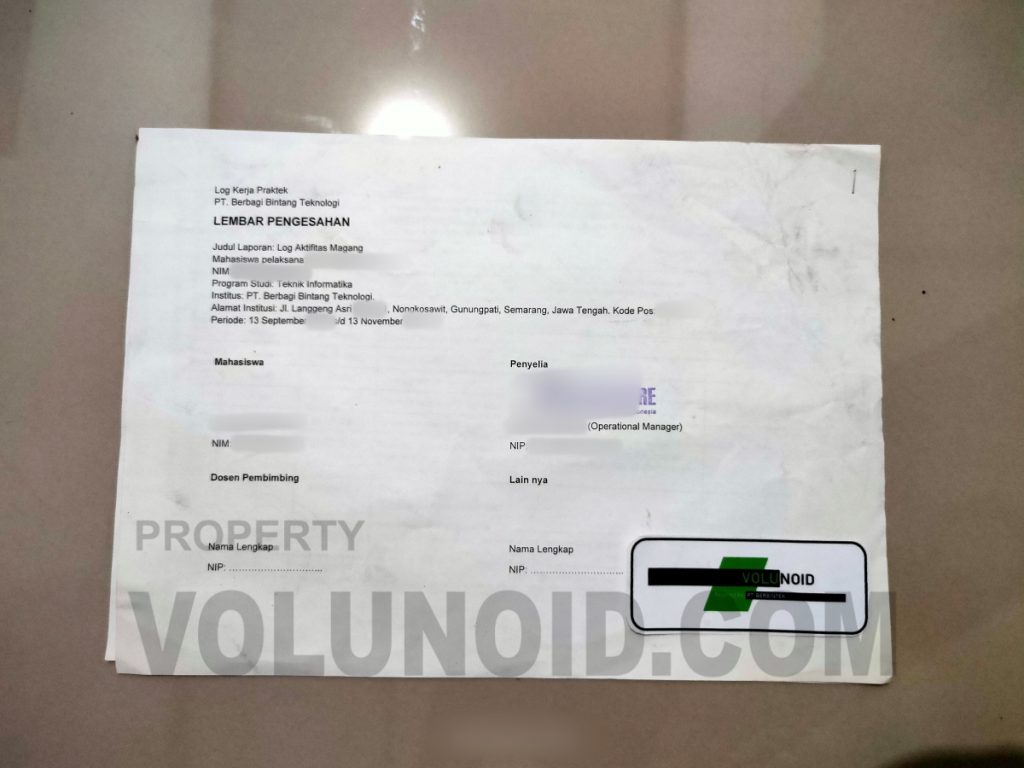 Log Kerja Praktek
PT. Berbagi Bintang Teknologi
LEMBAR PENGESAHAN
Judul Laporan: Log Aktifitas Magang
Mahasiswa pelaksana
NIM
Program Studi: Teknik Informatika
Institus: PT. Berbagi Bintang Teknologi.
Alamat Institusi: Jl. Langgeng Asri , Nongkosawit, Gunungpati, Semarang, Jawa Tengah. Kode Pos:
Periode: 13 September s/d 13 November
Mahasiswa Penyelia
RE
onesia
(Operational Manager)
NIM NIP
Dosen Pembimbing Lain nya
PROPERTY
Nama Lengkap Nama Lengkap
NIP: ............................. NIP: .............................
VOLUNOID
VOLUNOID.COM